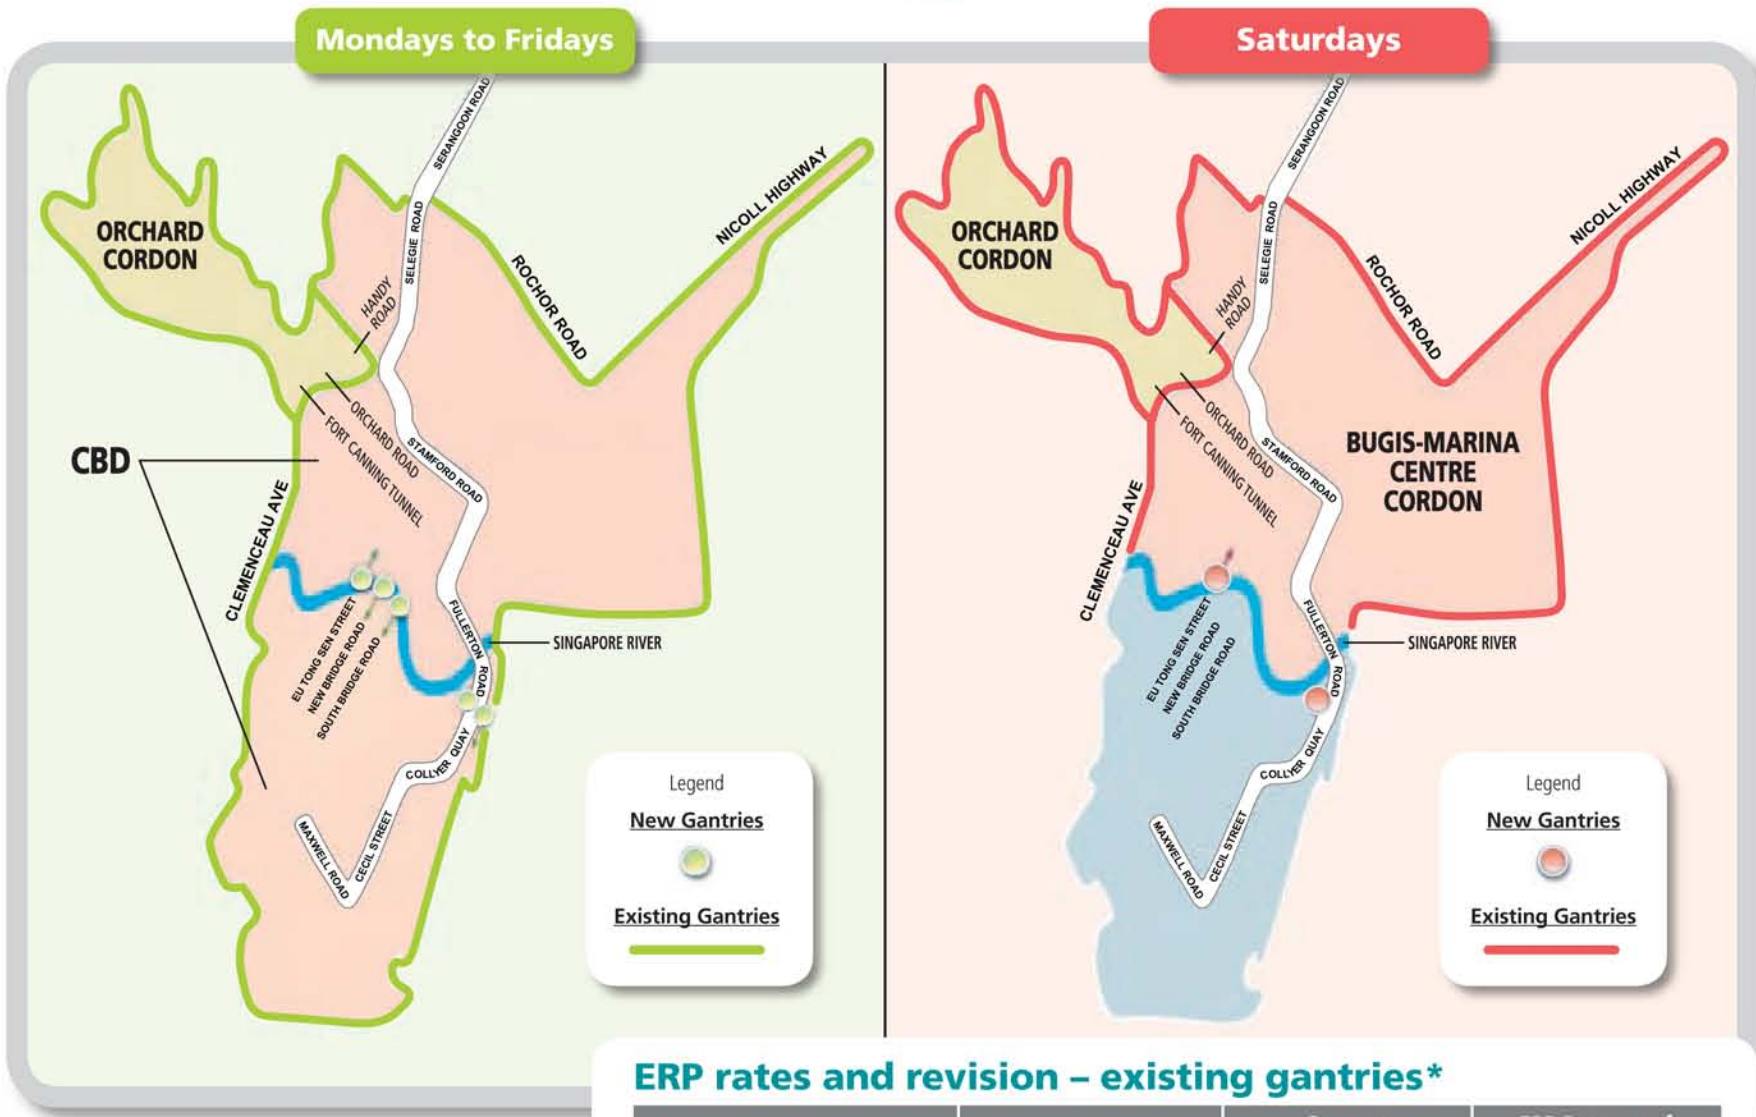 Mondays to Fridays
SERANGOON ROAD
SELEGIE ROAD
NICOLL HIGHWAY
ORCHARD
CORDON
HANDY
ROAD
ROCHOR ROAD
ORCHARD ROAD
FORT CANNING TUNNEL
STAMFORD ROAD
CBD
CLEMENCEAU AVE
EU TONG SEN STREET
NEW BRIDGE ROAD
SOUTH BRIDGE ROAD
FULLERTON ROAD
SINGAPORE RIVER
COLLYER QUAY
CECIL STREET
MAXWELL ROAD
Legend
New Gantries
Existing Gantries
Saturdays
SERANGOON ROAD
SELEGIE ROAD
NICOLL HIGHWAY
ORCHARD
CORDON
HANDY
ROAD
ROCHOR ROAD
ORCHARD ROAD
FORT CANNING TUNNEL
STAMFORD ROAD
BUGIS-MARINA
CENTRE
CORDON
CLEMENCEAU AVE
EU TONG SEN STREET
NEW BRIDGE ROAD
SOUTH BRIDGE ROAD
FULLERTON ROAD
SINGAPORE RIVER
COLLYER QUAY
CECIL STREET
MAXWELL ROAD
Legend
New Gantries
Existing Gantries
ERP rates and revision – existing gantries*